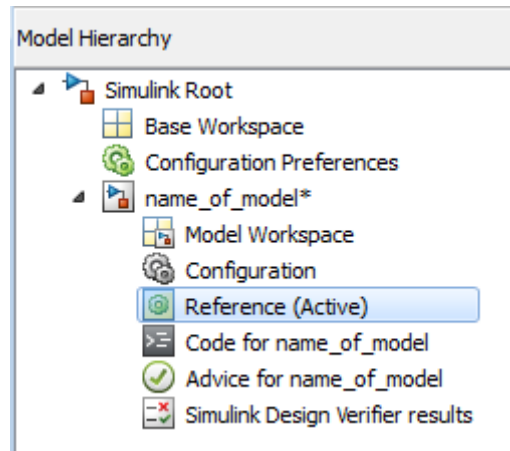 Model Hierarchy
Simulink Root
Base Workspace
Configuration Preferences
name_of_model*
Model Workspace
Configuration
Reference (Active)
Code for name_of_model
Advice for name_of_model
Simulink Design Verifier results